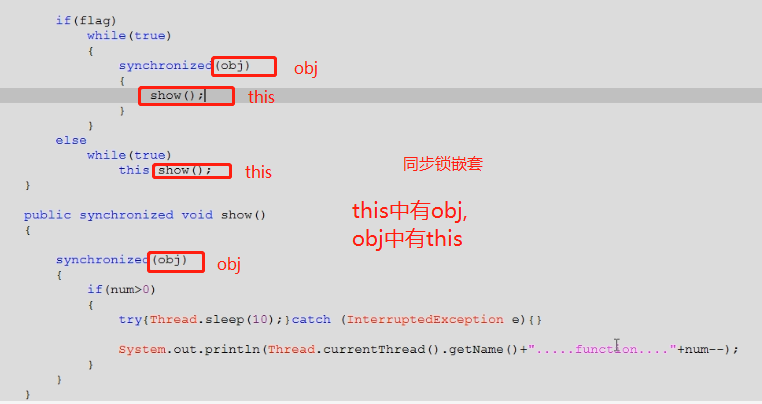 if(flag)
while(true)
{
synchronized(obj) obj
{
show(); this
}
}
else
while(true)
this.show(); this
同步锁嵌套
}
public synchronized void show()
this中有obj,
{
obj中有this
synchronized(obj) obj
{
if(num>0)
{
try{Thread.sleep(10);}catch (InterruptedException e){}
System.out.println(Thread.currentThread().getName()+".....function...."+num--);
}
}
}